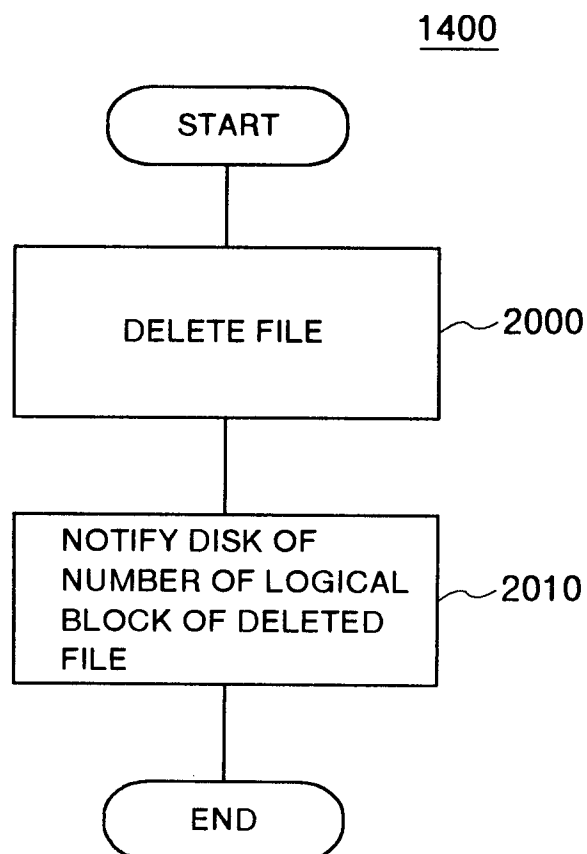 1400
START
DELETE FILE
2000
NOTIFY DISK OF
NUMBER OF LOGICAL
BLOCK OF DELETED
FILE
2010
END